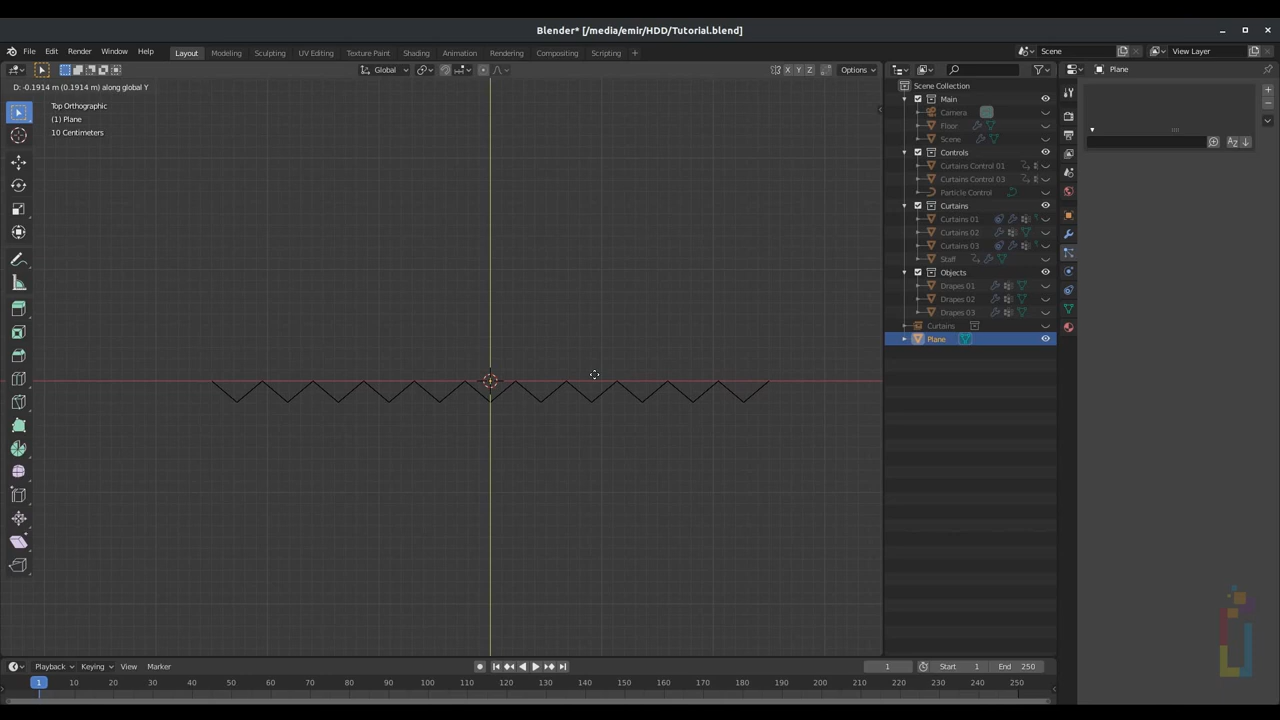 Blender* [/media/emir/HDD/Tutorial.blend]
File Edit Render Window Help Layout Modeling Sculpting UV Editing Texture Paint Shading Animation Rendering Compositing Scripting + Scene View Layer
Global X Y Z Options Plane
D: -0.1914 m (0.1914 m) along global Y
Top Orthographic
(1) Plane
10 Centimeters
Scene Collection
Main
Camera
Floor
Scene
Controls
Curtains Control 01
Curtains Control 03
Particle Control
Curtains
Curtains 01
Curtains 02
Curtains 03
Staff
Objects
Drapes 01
Drapes 02
Drapes 03
Curtains
Plane
Playback Keying View Marker 1 Start 1 End 250
1 10 20 30 40 50 60 70 80 90 100 110 120 130 140 150 160 170 180 190 200 210 220 230 240 250